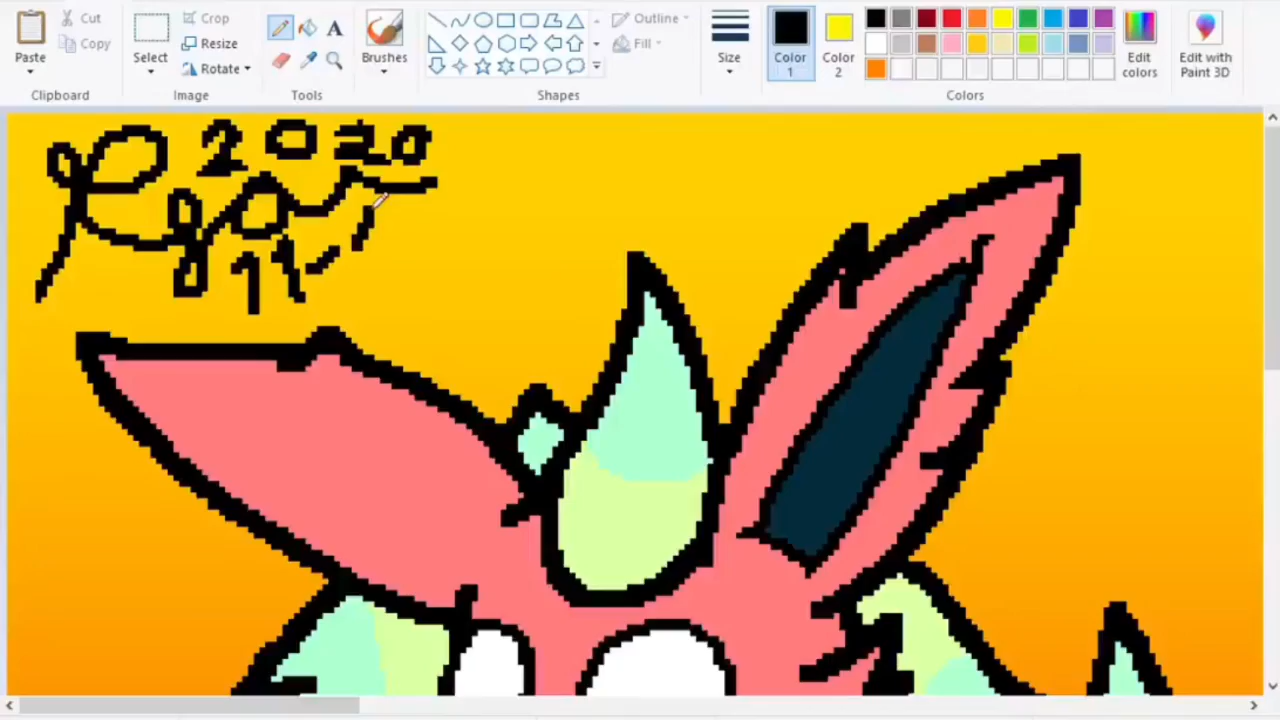 Cut
Copy
Paste
Clipboard
Crop
Resize
Rotate
Select
Image
Tools
A
Brushes
Shapes
Outline
Fill
Size
Color 1
Color 2
Edit colors
Colors
Edit with Paint 3D
2020
11